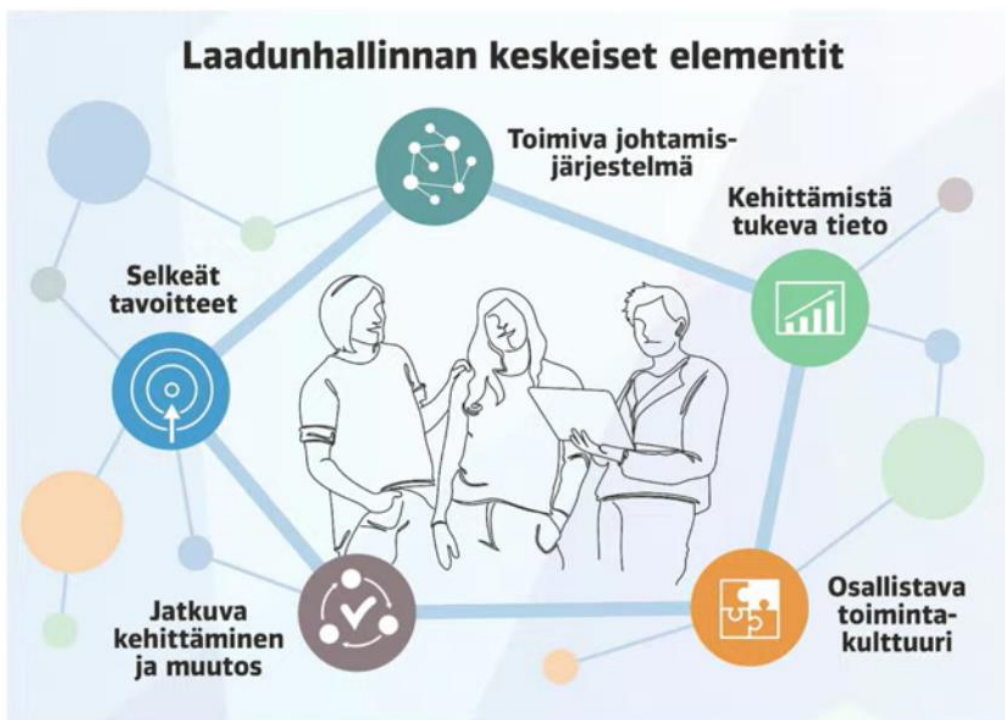 Laadunhallinnan keskeiset elementit
Toimiva johtamis-
järjestelmä
Kehittämistä
tukeva tieto
Selkeät
tavoitteet
Osallistava
toiminta-
kulttuuri
Jatkuva
kehittäminen
ja muutos